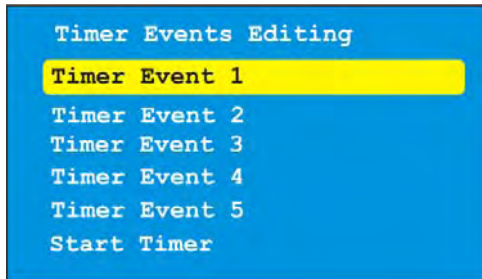 Timer Events Editing
Timer Event 1
Timer Event 2
Timer Event 3
Timer Event 4
Timer Event 5
Start Timer